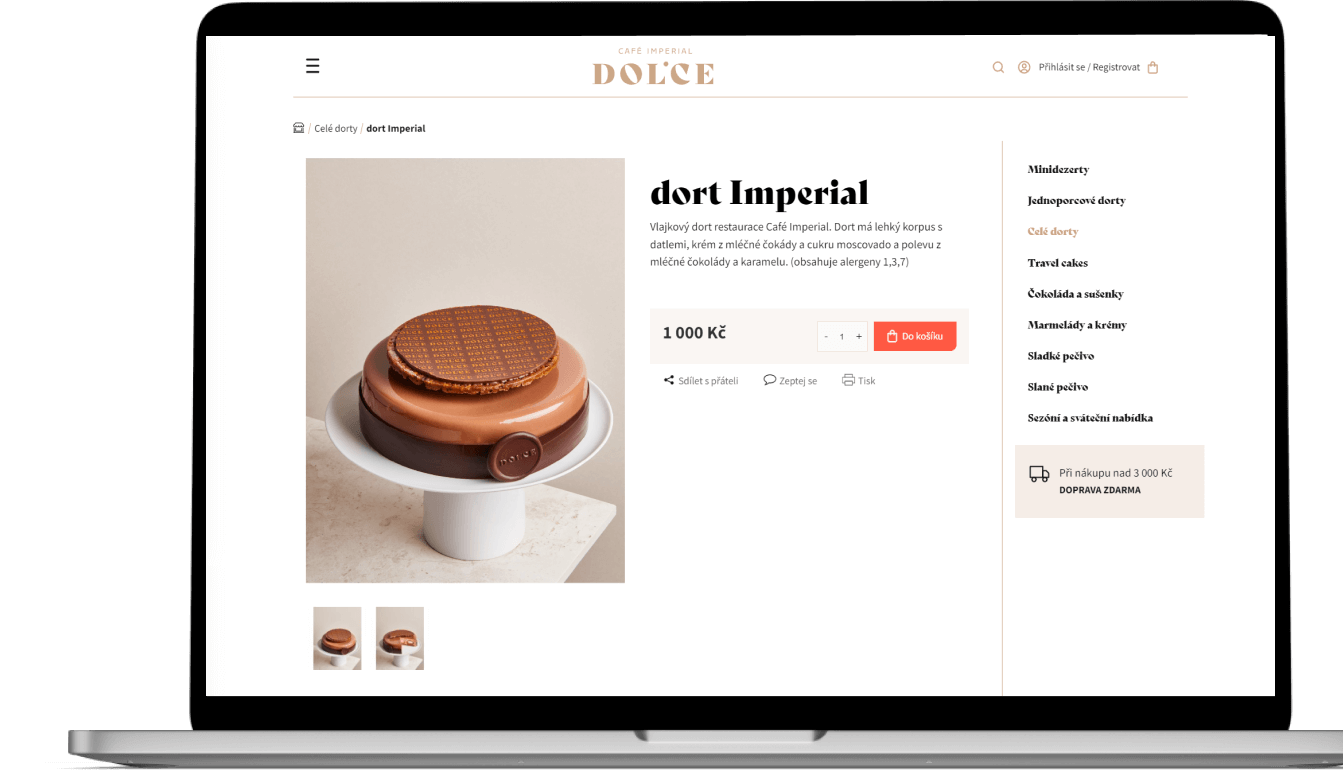 CAFÉ IMPERIAL
DOLCE
Přihlásit se / Registrovat
/ Celé dorty / dort Imperial
dort Imperial
Vlajkový dort restaurace Café Imperial. Dort má lehký korpus s
datlemi, krém z mléčné čokády a cukru moscovado a polevu z
mléčné čokolády a karamelu. (obsahuje alergeny 1,3,7)
1 000 Kč
- 1 +
Do košíku
Sdílet s přáteli
Zeptej se
Tisk
DOLCE
Minidezerty
Jednoporcové dorty
Celé dorty
Travel cakes
Čokoláda a sušenky
Marmelády a krémy
Sladké pečivo
Slané pečivo
Sezóní a sváteční nabídka
Při nákupu nad 3 000 Kč
DOPRAVA ZDARMA